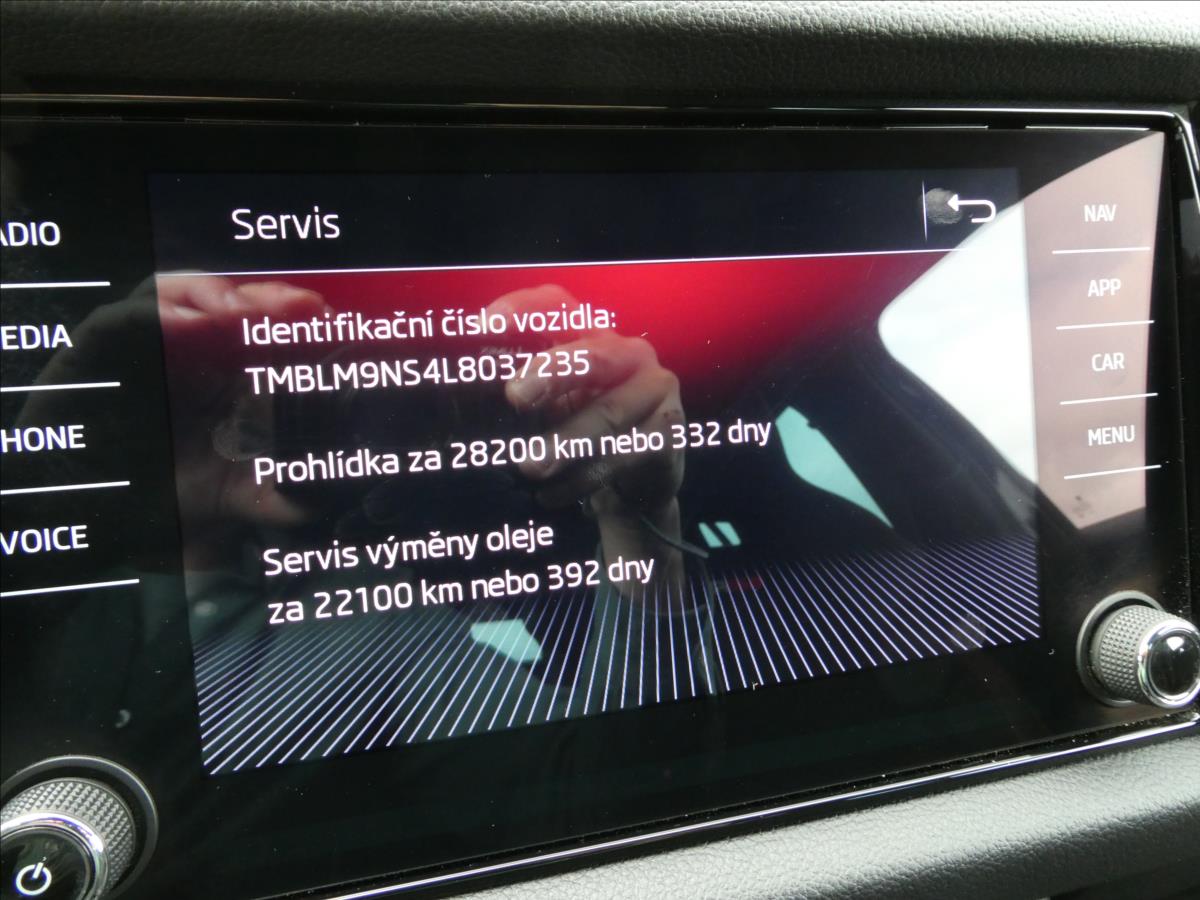 Servis
Identifikační číslo vozidla:
TMBLM9NS4L8037235
Prohlídka za 28200 km nebo 332 dny
Servis výměny oleje
za 22100 km nebo 392 dny
ADIO
EDIA
HONE
VOICE
NAV
APP
CAR
MENU